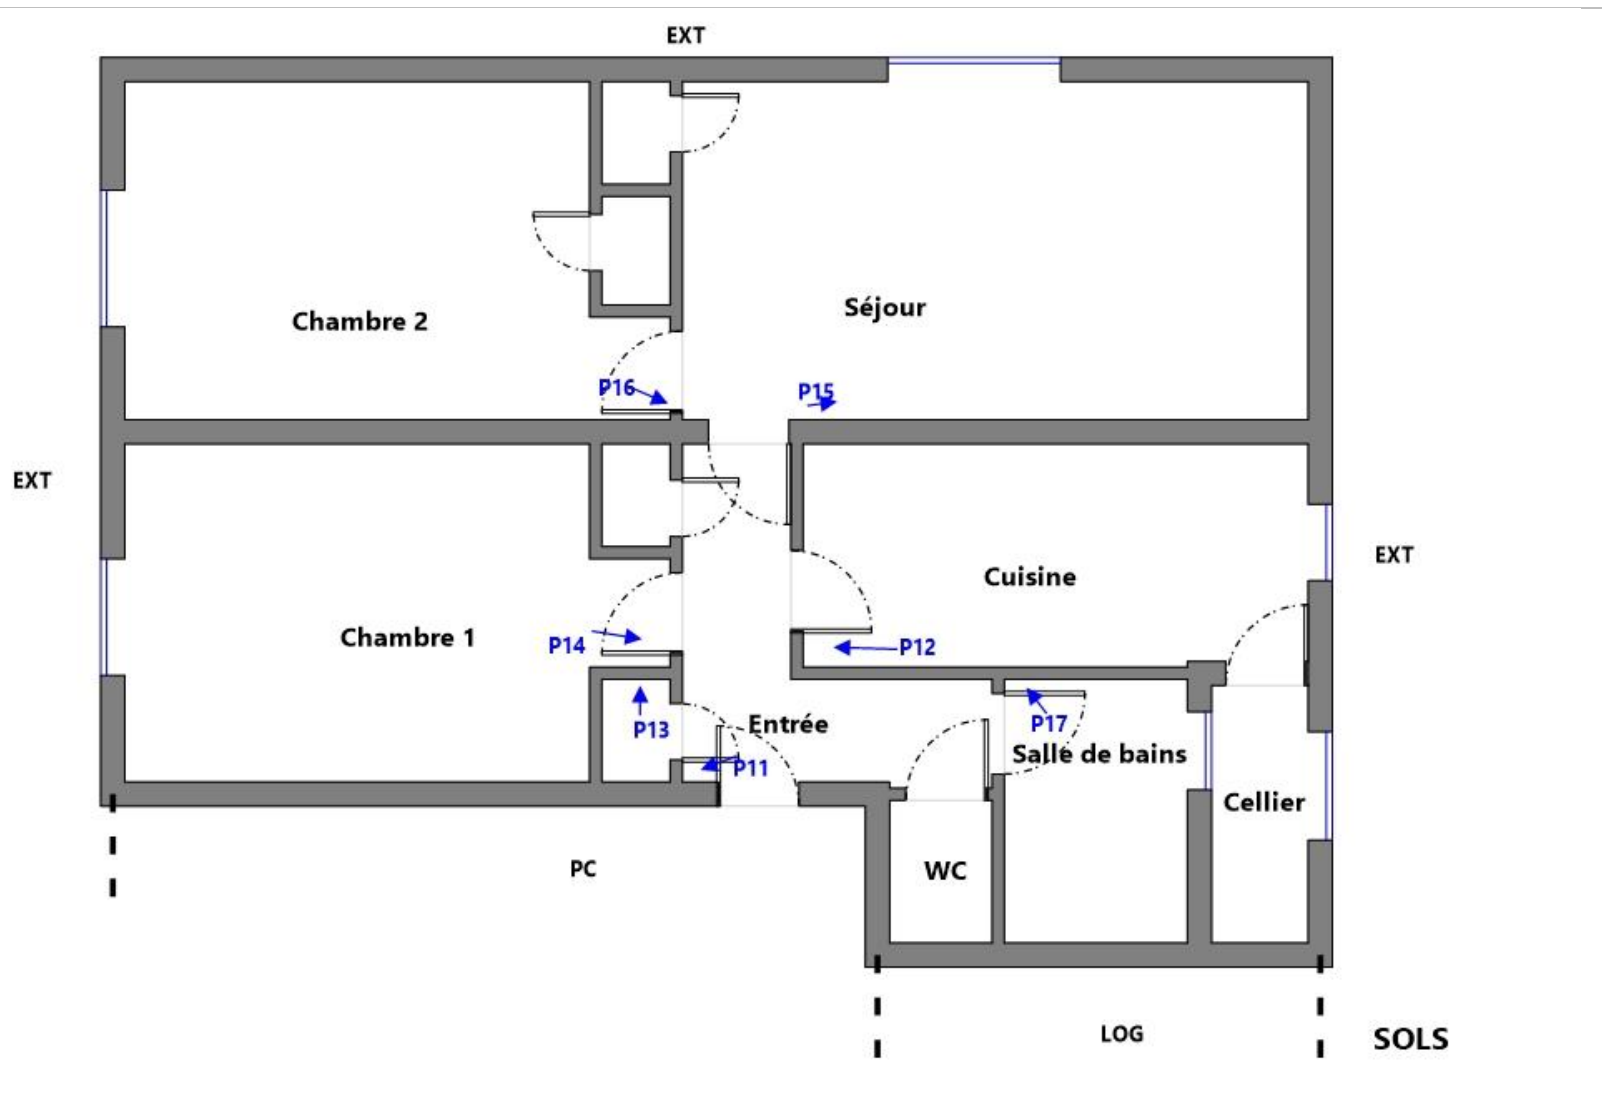 EXT
Chambre 2
Séjour
P16
P15
EXT
EXT
Cuisine
Chambre 1
P14
P12
P13
Entrée
P17
Salle de bains
P11
Cellier
PC
WC
LOG
SOLS